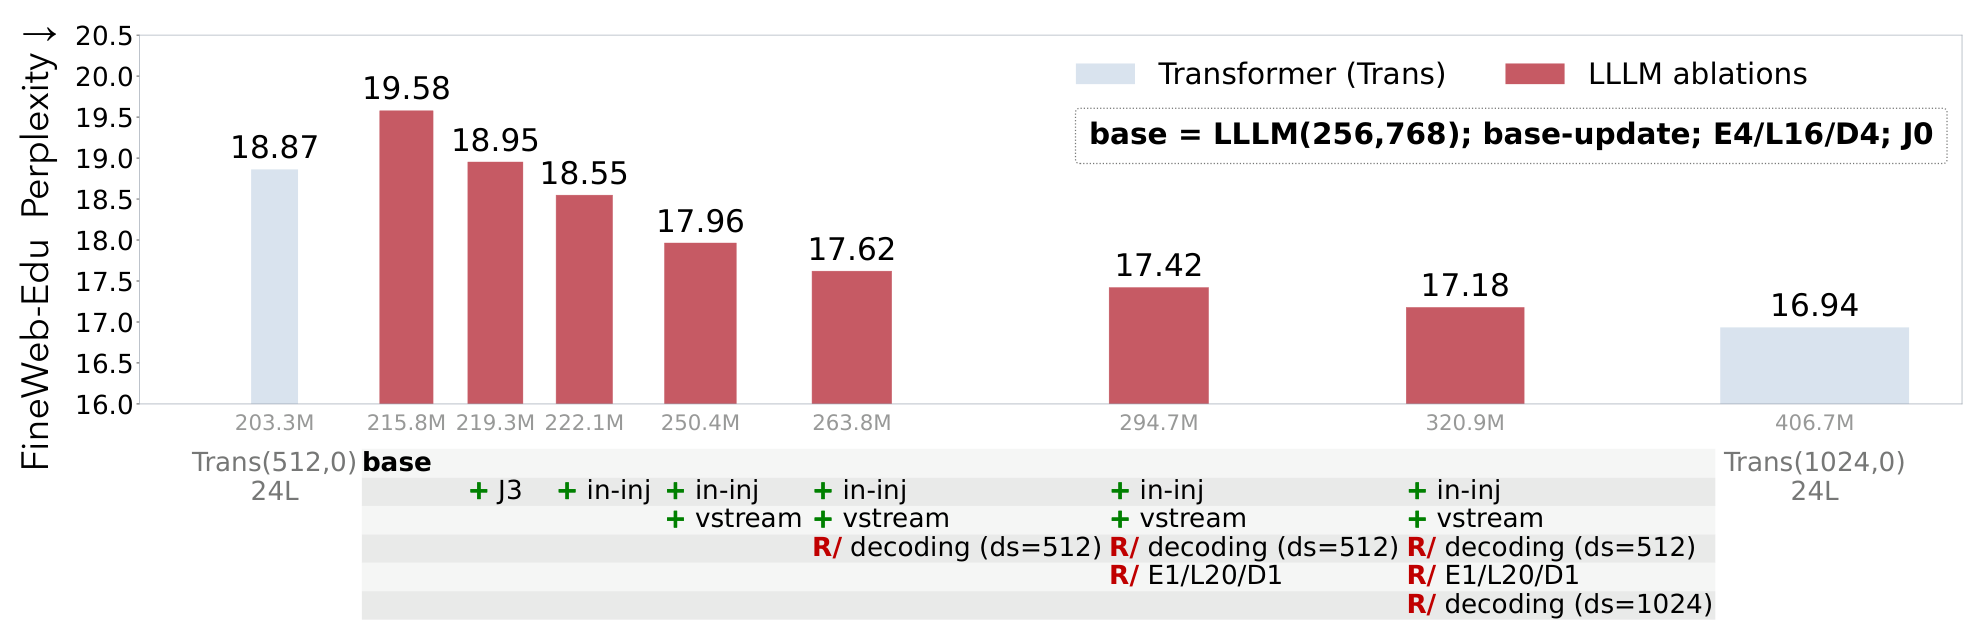 FineWeb-Edu Perplexity ↓
20.5
20.0
19.5
19.0
18.5
18.0
17.5
17.0
16.5
16.0
Transformer (Trans) LLLM ablations
base = LLLM(256,768); base-update; E4/L16/D4; J0
18.87 19.58 18.95 18.55 17.96 17.62 17.42 17.18 16.94
203.3M 215.8M 219.3M 222.1M 250.4M 263.8M 294.7M 320.9M 406.7M
Trans(512,0) base Trans(1024,0)
24L + J3 + in-inj + in-inj + in-inj + in-inj + in-inj 24L
+ vstream + vstream + vstream + vstream
R/ decoding (ds=512) R/ decoding (ds=512) R/ decoding (ds=512)
R/ E1/L20/D1 R/ E1/L20/D1
R/ decoding (ds=1024)